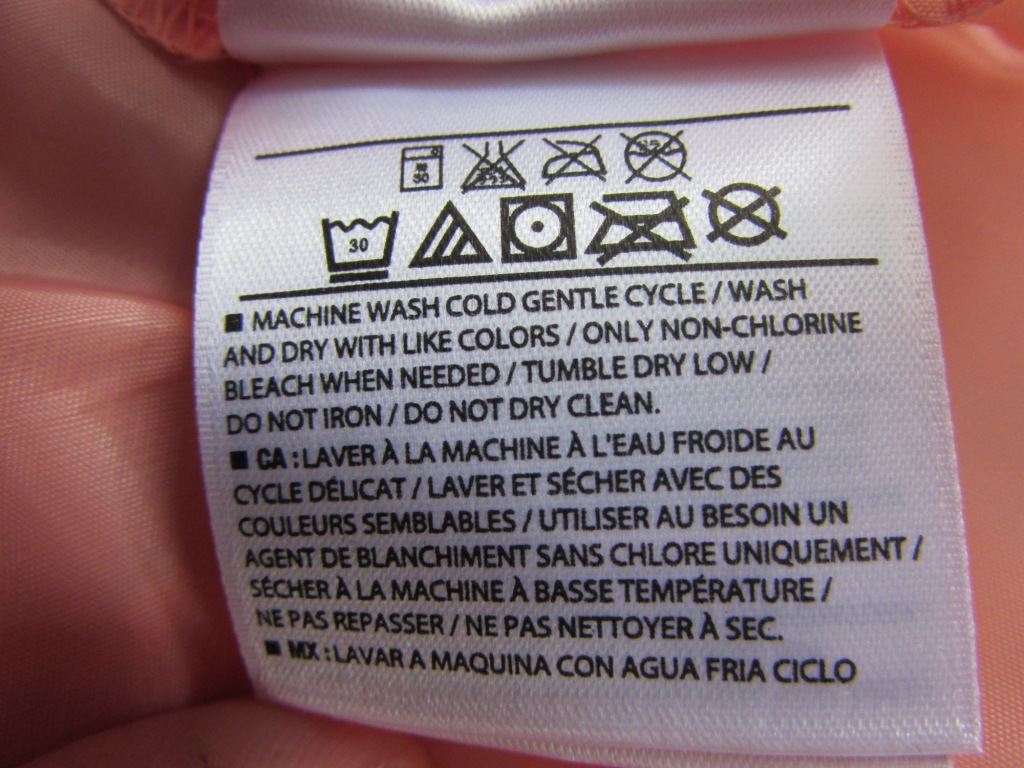 30
30
■ MACHINE WASH COLD GENTLE CYCLE / WASH
AND DRY WITH LIKE COLORS / ONLY NON-CHLORINE
BLEACH WHEN NEEDED / TUMBLE DRY LOW /
DO NOT IRON / DO NOT DRY CLEAN.
■ CA : LAVER À LA MACHINE À L'EAU FROIDE AU
CYCLE DÉLICAT / LAVER ET SÉCHER AVEC DES
COULEURS SEMBLABLES / UTILISER AU BESOIN UN
AGENT DE BLANCHIMENT SANS CHLORE UNIQUEMENT /
SÉCHER À LA MACHINE À BASSE TEMPÉRATURE /
NE PAS REPASSER / NE PAS NETTOYER À SEC.
■ MX : LAVAR A MAQUINA CON AGUA FRIA CICLO